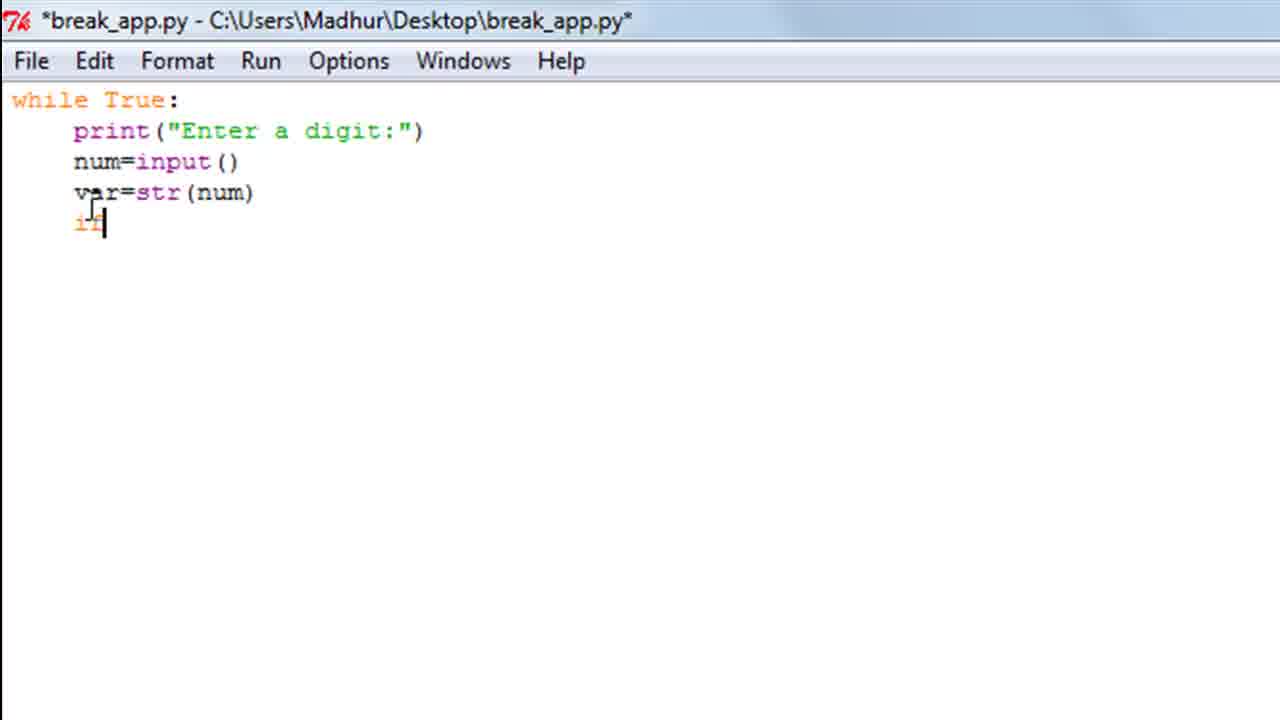 *break_app.py - C:\Users\Madhur\Desktop\break_app.py*
File Edit Format Run Options Windows Help
while True:
    print("Enter a digit:")
    num=input()
    var=str(num)
    if